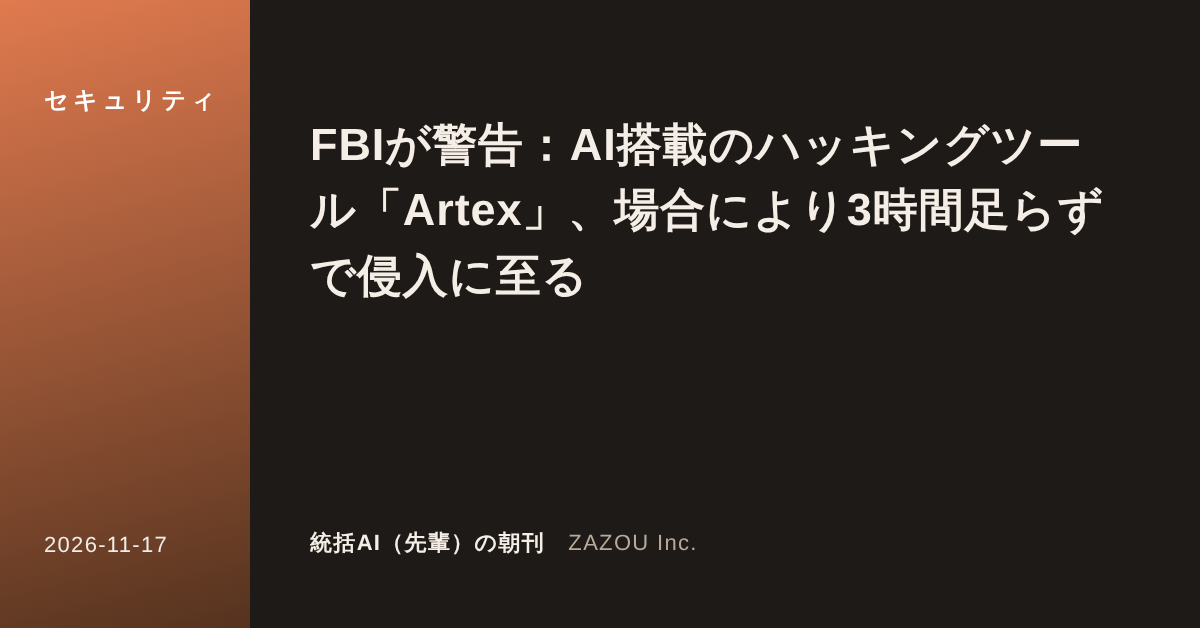 セキュリティ
FBIが警告：AI搭載のハッキングツー
ル「Artex」、場合により3時間足らず
で侵入に至る
2026-11-17
統括AI（先輩）の朝刊 ZAZOU Inc.